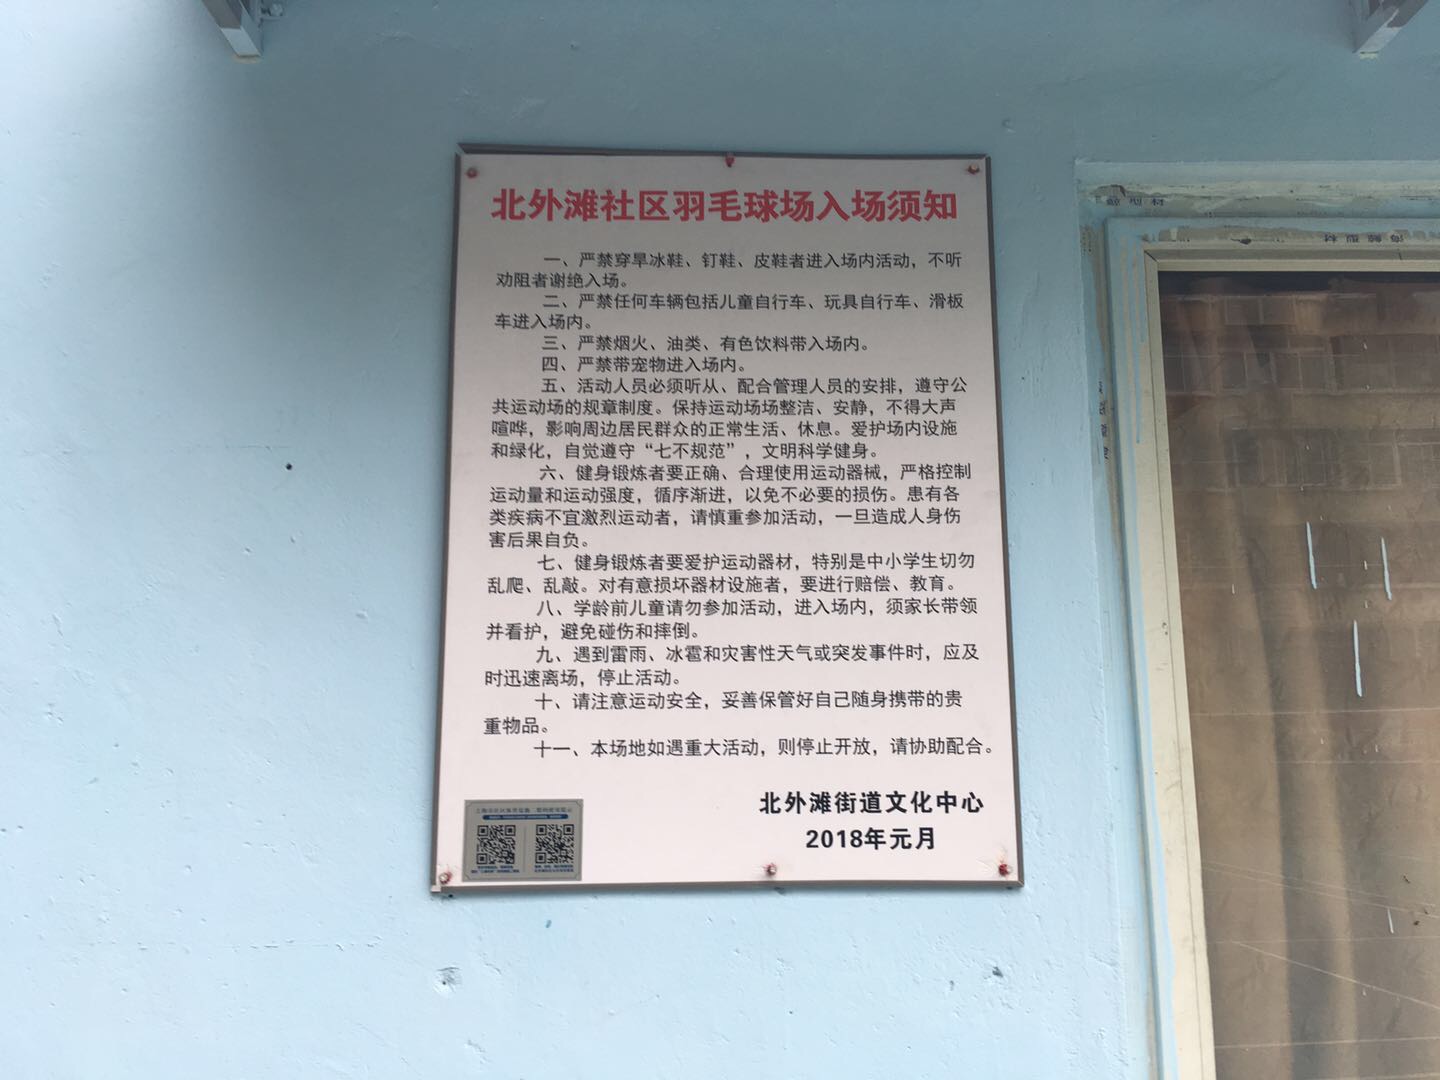 北外滩社区羽毛球场入场须知
一、严禁穿旱冰鞋、钉鞋、皮鞋者进入场内活动，不听
劝阻者谢绝入场。
二、严禁任何车辆包括儿童自行车、玩具自行车、滑板
车进入场内。
三、严禁烟火、油类、有色饮料带入场内。
四、严禁带宠物进入场内。
五、活动人员必须听从、配合管理人员的安排，遵守公
共运动场的规章制度。保持运动场场整洁、安静，不得大声
喧哗，影响周边居民群众的正常生活、休息。爱护场内设施
和绿化，自觉遵守“七不规范”，文明科学健身。
六、健身锻炼者要正确、合理使用运动器械，严格控制
运动量和运动强度，循序渐进，以免不必要的损伤。患有各
类疾病不宜激烈运动者，请慎重参加活动，一旦造成人身伤
害后果自负。
七、健身锻炼者要爱护运动器材，特别是中小学生切勿
乱爬、乱敲。对有意损坏器材设施者，要进行赔偿、教育。
八、学龄前儿童请勿参加活动，进入场内，须家长带领
并看护，避免碰伤和摔倒。
九、遇到雷雨、冰雹和灾害性天气或突发事件时，应及
时迅速离场，停止活动。
十、请注意运动安全，妥善保管好自己随身携带的贵
重物品。
十一、本场地如遇重大活动，则停止开放，请协助配合。
北外滩街道文化中心
2018年元月
型材